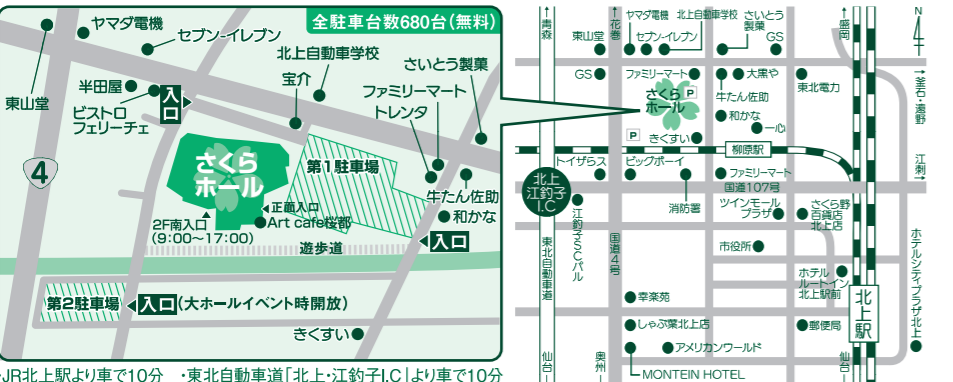 全駐車台数680台(無料)
ヤマダ電機
セブン-イレブン
東山堂
半田屋
ビストロ
フェリーチェ
入口
宝介
北上自動車学校
さいとう製菓
ファミリーマート
トレンタ
4
さくら
ホール
第1駐車場
牛たん佐助
和かな
正面入口
Art cafe桜都
2F南入口
(9:00〜17:00)
遊歩道
入口
第2駐車場
入口
(大ホールイベント時開放)
きくすい
・JR北上駅より車で10分 ・東北自動車道「北上・江釣子I.C」より車で10分
←青森
←花巻
ヤマダ電機
北上自動車学校
さいとう
製菓
←盛岡
N
東山堂
セブン-イレブン
GS
GS
ファミリーマート
大黒や
東北電力
→釜石・遠野
さくら
ホール
P
牛たん佐助
和かな
一心
P
きくすい
柳原駅
トイザらス
ビッグボーイ
ファミリーマート
国道107号
江刺→
北上
江釣子
I.C
江釣子SCパル
消防署
ツインモール
プラザ
さくら野
百貨店
北上店
東北自動車道
国道4号
市役所
ホテル
ルートイン
北上駅前
ホテルシティプラザ北上
幸楽苑
北上駅
しゃぶ葉北上店
郵便局
アメリカンワールド
MONTEIN HOTEL
仙台→
奥州→
仙台→